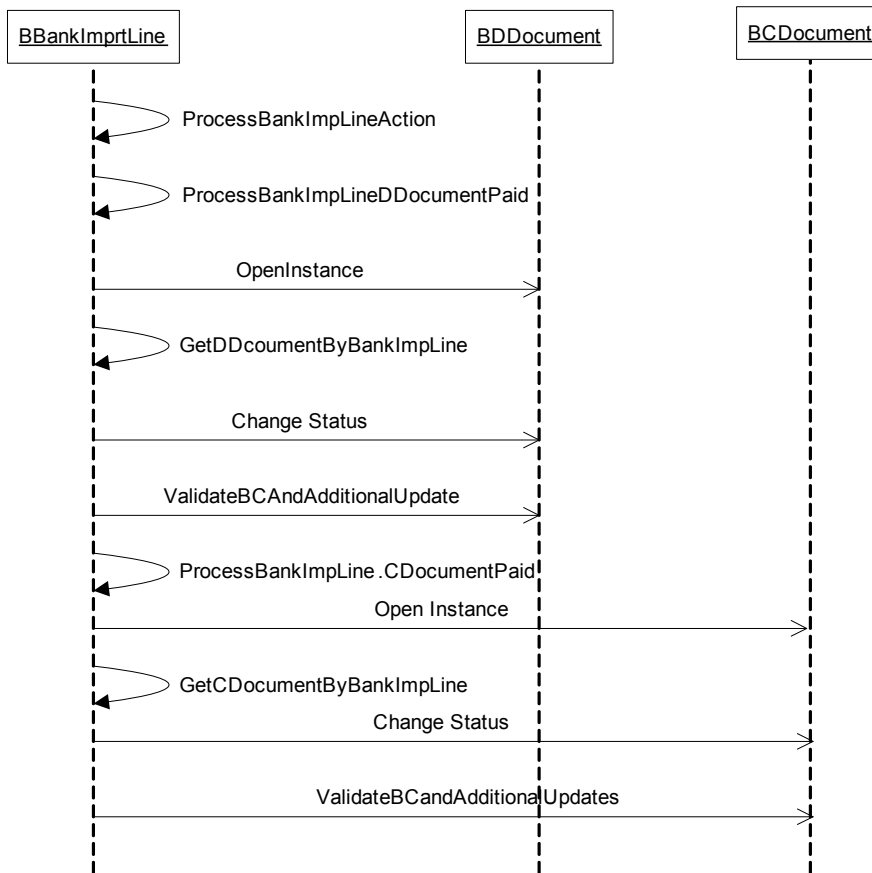 BBankImprtLine
BDDocument
BCDocument
ProcessBankImpLineAction
ProcessBankImpLineDDocumentPaid
OpenInstance
GetDDcoumentByBankImpLine
Change Status
ValidateBCAndAdditionalUpdate
ProcessBankImpLine.CDocumentPaid
Open Instance
GetCDocumentByBankImpLine
Change Status
ValidateBCandAdditionalUpdates